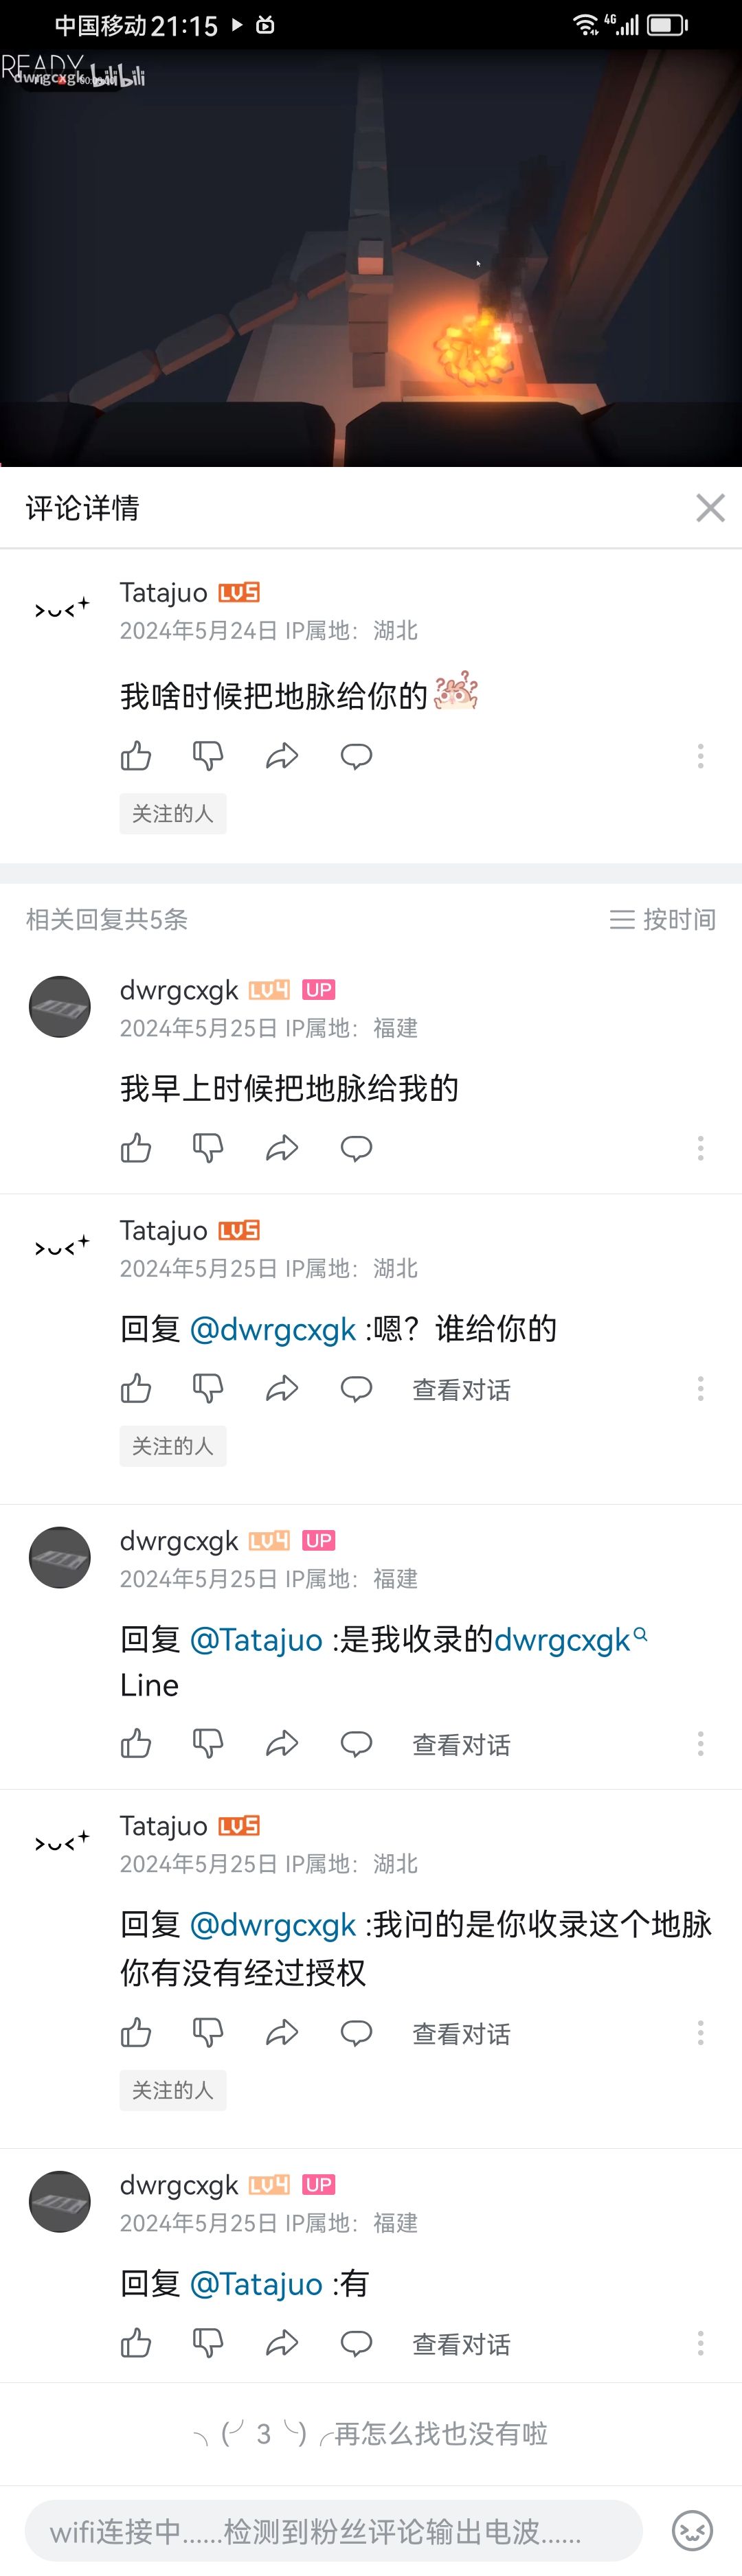 中国移动21:15
4G
READY
dwrgcxgk bilibili
评论详情
Tatajuo LV5
2024年5月24日 IP属地：湖北
我啥时候把地脉给你的
关注的人
相关回复共5条
按时间
dwrgcxgk LV4 UP
2024年5月25日 IP属地：福建
我早上时候把地脉给我的
Tatajuo LV5
2024年5月25日 IP属地：湖北
回复 @dwrgcxgk :嗯？谁给你的
查看对话
关注的人
dwrgcxgk LV4 UP
2024年5月25日 IP属地：福建
回复 @Tatajuo :是我收录的dwrgcxgk
Line
查看对话
Tatajuo LV5
2024年5月25日 IP属地：湖北
回复 @dwrgcxgk :我问的是你收录这个地脉
你有没有经过授权
查看对话
关注的人
dwrgcxgk LV4 UP
2024年5月25日 IP属地：福建
回复 @Tatajuo :有
查看对话
╮(╯3╰)╭再怎么找也没有啦
wifi连接中......检测到粉丝评论输出电波......